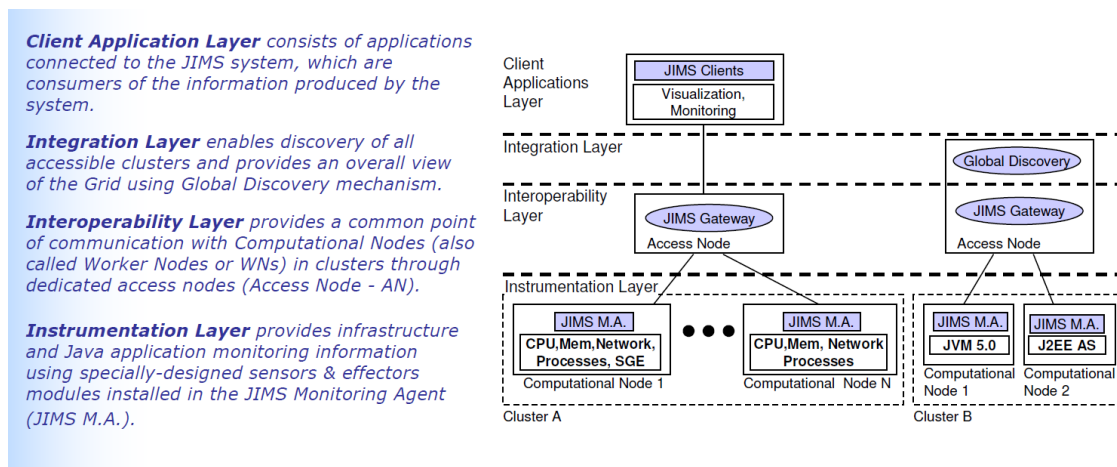 Client Application Layer consists of applications
connected to the JIMS system, which are
consumers of the information produced by the
system.
Integration Layer enables discovery of all
accessible clusters and provides an overall view
of the Grid using Global Discovery mechanism.
Interoperability Layer provides a common point
of communication with Computational Nodes (also
called Worker Nodes or WNs) in clusters through
dedicated access nodes (Access Node - AN).
Instrumentation Layer provides infrastructure
and Java application monitoring information
using specially-designed sensors & effectors
modules installed in the JIMS Monitoring Agent
(JIMS M.A.).
Client
Applications
Layer
JIMS Clients
Visualization,
Monitoring
Integration Layer
Global Discovery
Interoperability
Layer
JIMS Gateway
Access Node
JIMS Gateway
Access Node
Instrumentation Layer
JIMS M.A.
CPU,Mem,Network,
Processes, SGE
Computational Node 1
JIMS M.A.
CPU,Mem, Network
Processes
Computational Node N
Cluster A
JIMS M.A.
JVM 5.0
Computational
Node 1
JIMS M.A.
J2EE AS
Computational
Node 2
Cluster B